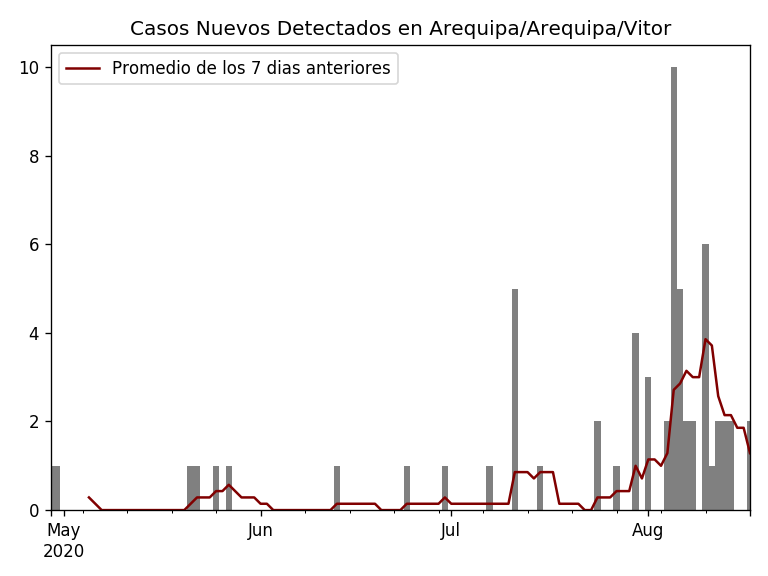 Casos Nuevos Detectados en Arequipa/Arequipa/Vitor
Promedio de los 7 dias anteriores
10
8
6
4
2
0
May Jun Jul Aug
2020